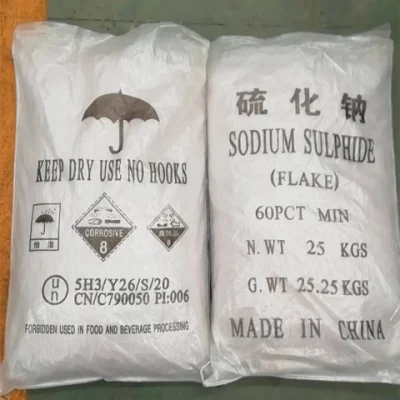 KEEP DRY USE NO HOOKS
CORROSIVE
8
8
un
5H3/Y26/S/20
CN/C790050 PI:006
FORBIDDEN USED IN FOOD AND BEVERAGE PROCESSING
硫化钠
SODIUM SULPHIDE
(FLAKE)
60PCT MIN
N.WT 25 KGS
G.WT 25.25 KGS
MADE IN CHINA